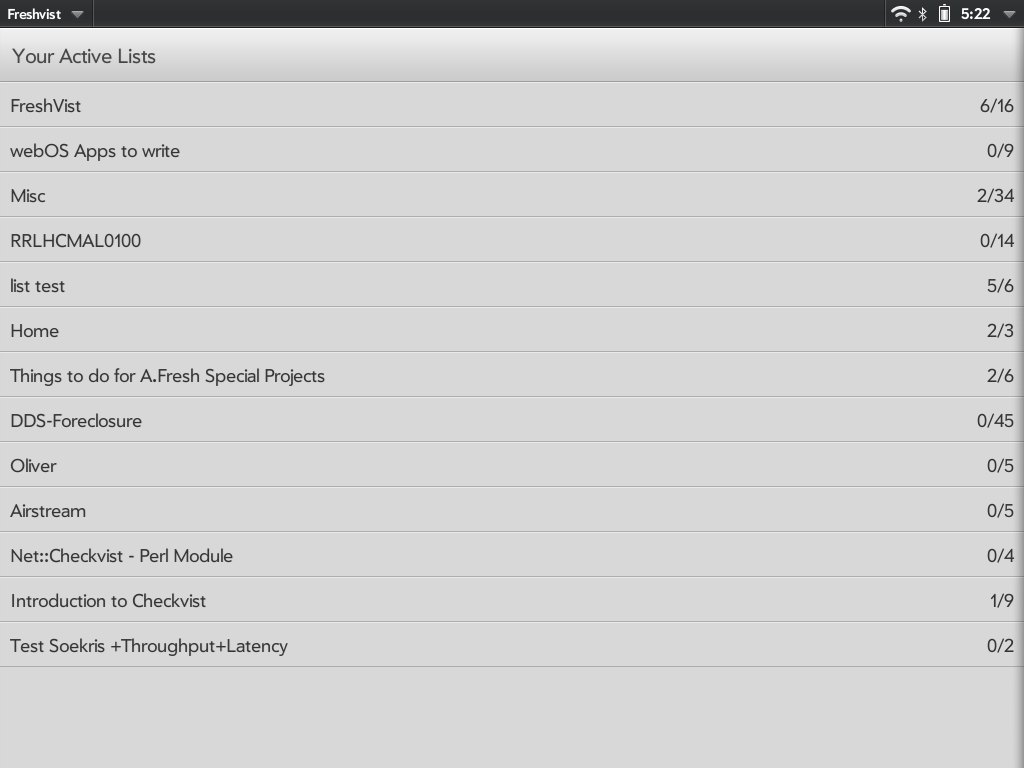 Freshvist 5:22
Your Active Lists
FreshVist 6/16
webOS Apps to write 0/9
Misc 2/34
RRLHCMAL0100 0/14
list test 5/6
Home 2/3
Things to do for A.Fresh Special Projects 2/6
DDS-Foreclosure 0/45
Oliver 0/5
Airstream 0/5
Net::Checkvist - Perl Module 0/4
Introduction to Checkvist 1/9
Test Soekris +Throughput+Latency 0/2